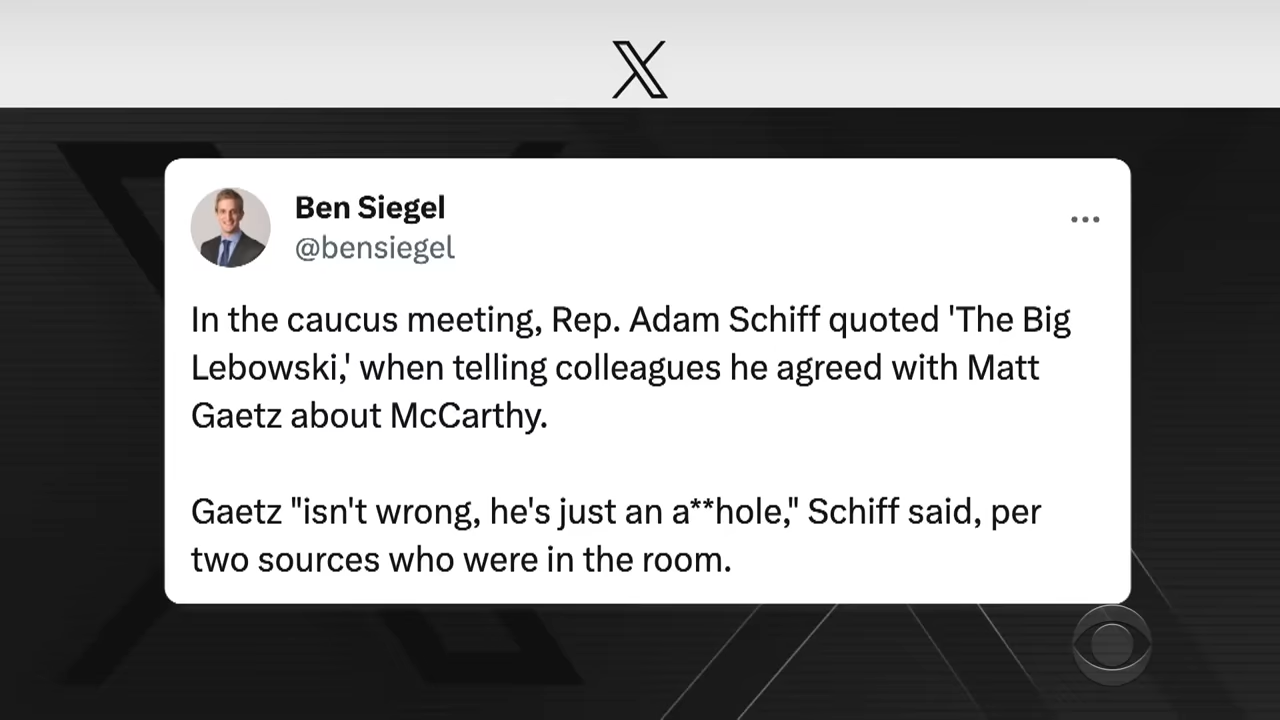 X
Ben Siegel
@bensiegel
In the caucus meeting, Rep. Adam Schiff quoted 'The Big
Lebowski,' when telling colleagues he agreed with Matt
Gaetz about McCarthy.
Gaetz "isn't wrong, he's just an a**hole," Schiff said, per
two sources who were in the room.